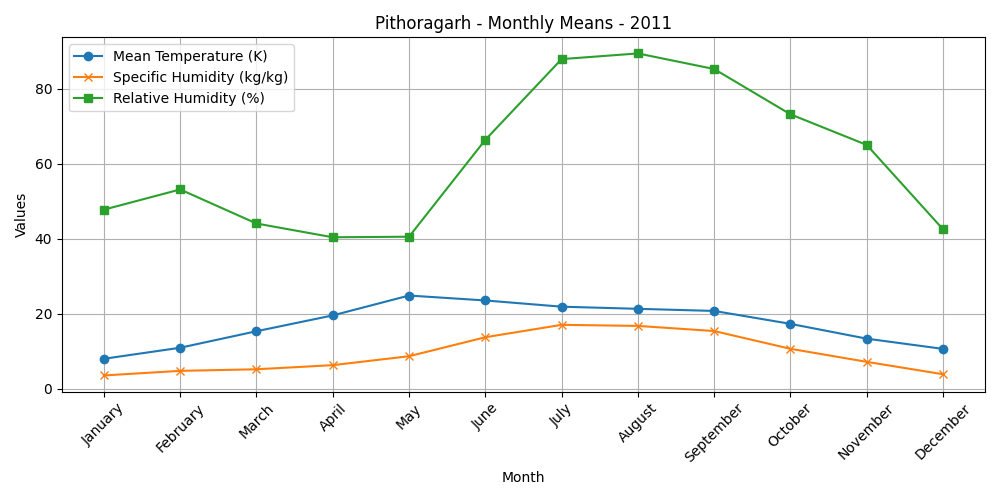 Pithoragarh - Monthly Means - 2011
Mean Temperature (K)
Specific Humidity (kg/kg)
Relative Humidity (%)
Values
80
60
40
20
0
January
February
March
April
May
June
July
August
September
October
November
December
Month